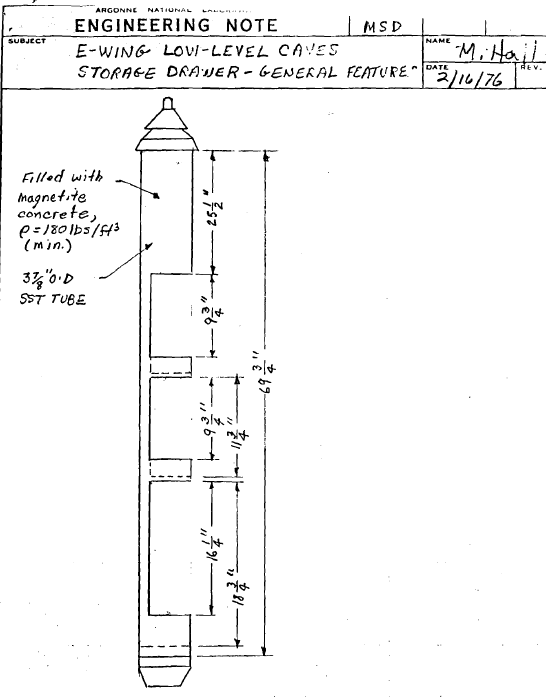 ARGONNE NATIONAL
ENGINEERING NOTE
MSD
SUBJECT
E-WING LOW-LEVEL CAVES
STORAGE DRAWER - GENERAL FEATURE
NAME
M. Hall
DATE
2/16/76
REV.
Filled with
magnetite
concrete,
ρ=180 lbs/ft³
(min.)
3 7/8" O.D
SST TUBE
25 1/2"
9 3/4"
69 3/4"
9 3/4"
11 3/4"
16 1/4"
18 3/4"